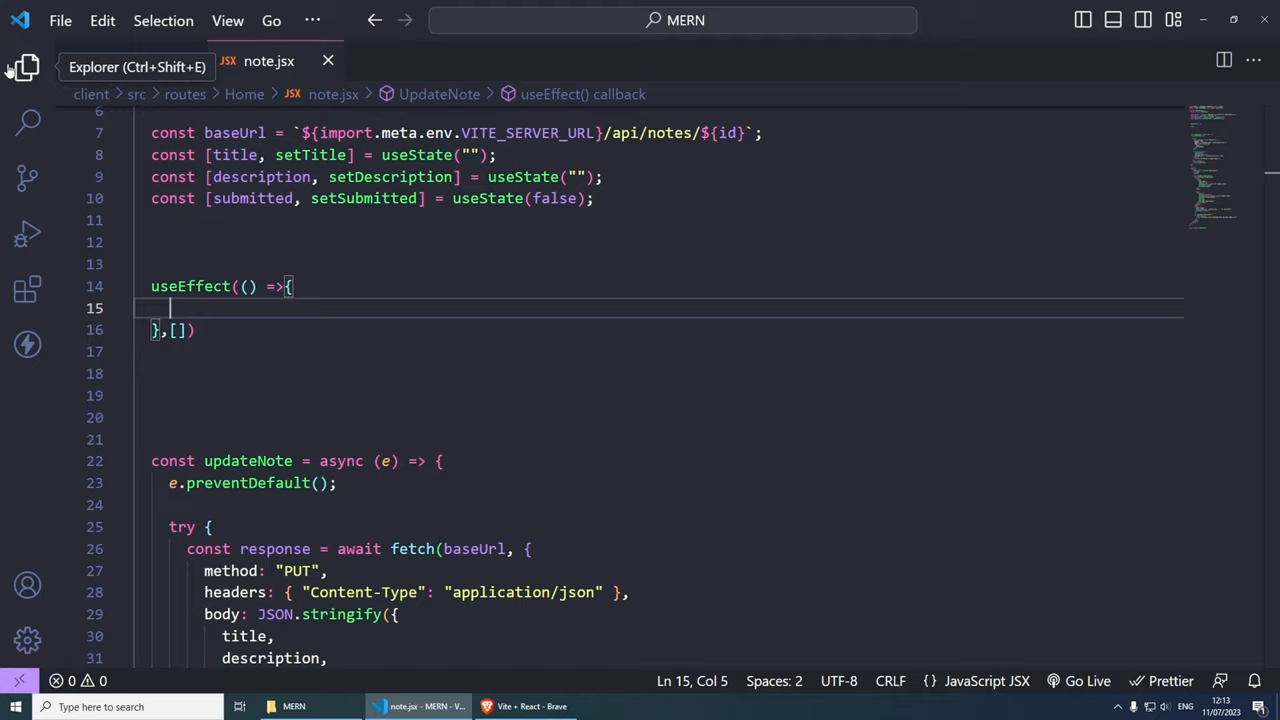 File Edit Selection View Go ··· MERN
Explorer (Ctrl+Shift+E) JSX note.jsx
client > src > routes > Home > JSX note.jsx > UpdateNote > useEffect() callback
6
7 const baseUrl = `${import.meta.env.VITE_SERVER_URL}/api/notes/${id}`;
8 const [title, setTitle] = useState("");
9 const [description, setDescription] = useState("");
10 const [submitted, setSubmitted] = useState(false);
11
12
13
14 useEffect(() =>{
15
16 },[])
17
18
19
20
21
22 const updateNote = async (e) => {
23 e.preventDefault();
24
25 try {
26 const response = await fetch(baseUrl, {
27 method: "PUT",
28 headers: { "Content-Type": "application/json" },
29 body: JSON.stringify({
30 title,
31 description,
0 0 Ln 15, Col 5 Spaces: 2 UTF-8 CRLF {} JavaScript JSX Go Live Prettier
Type here to search MERN note.jsx - MERN - V... Vite + React - Brave ENG 12:13
11/07/2023 1